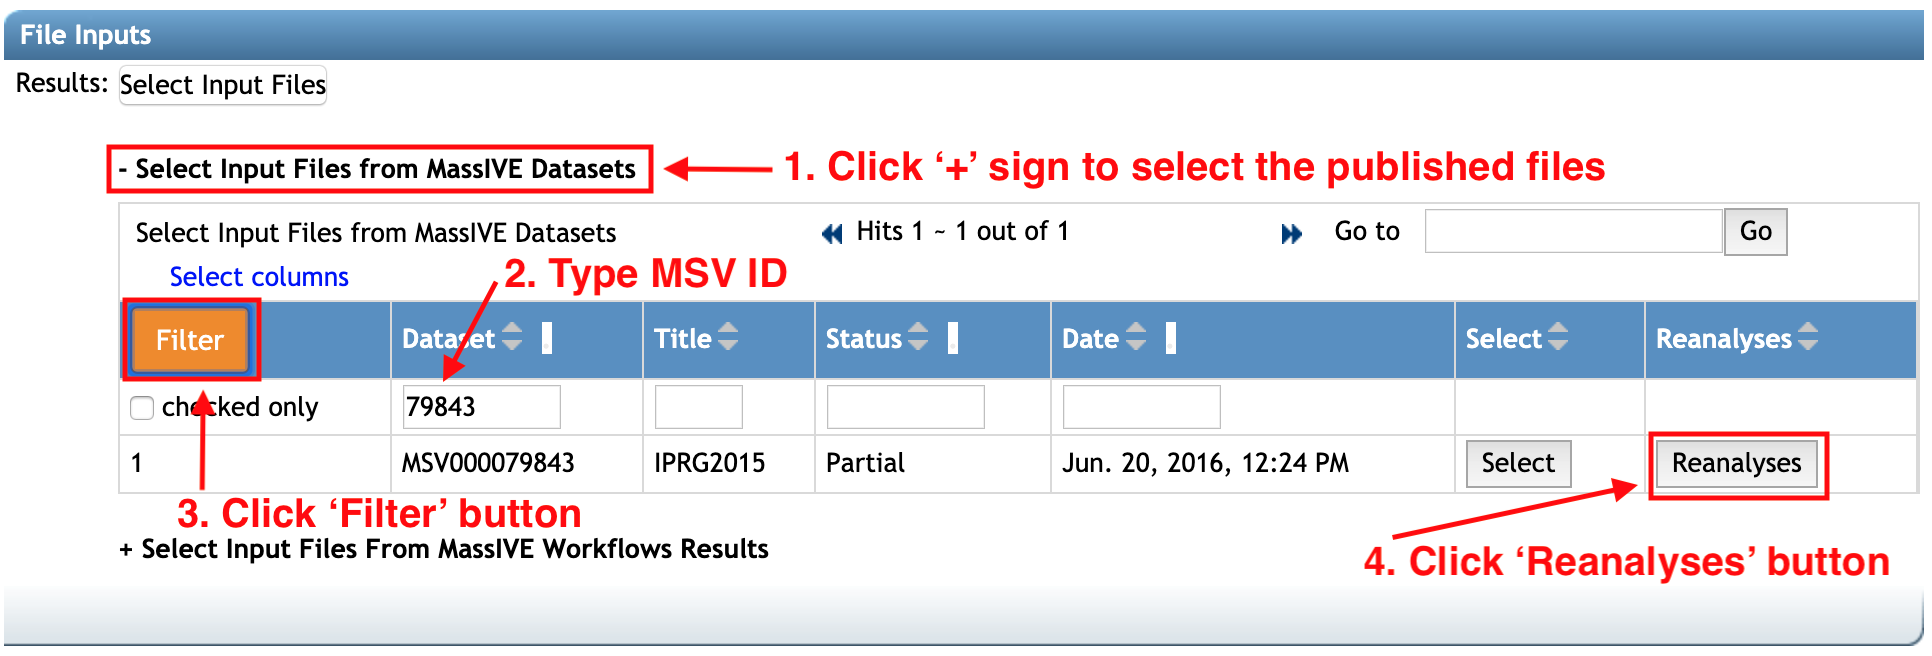 File Inputs
Results: Select Input Files
- Select Input Files from MassIVE Datasets
1. Click ‘+’ sign to select the published files
Select Input Files from MassIVE Datasets Hits 1 ~ 1 out of 1 Go to Go
Select columns
2. Type MSV ID
Filter Dataset Title Status Date Select Reanalyses
checked only 79843
1 MSV000079843 IPRG2015 Partial Jun. 20, 2016, 12:24 PM Select Reanalyses
3. Click ‘Filter’ button
+ Select Input Files From MassIVE Workflows Results
4. Click ‘Reanalyses’ button